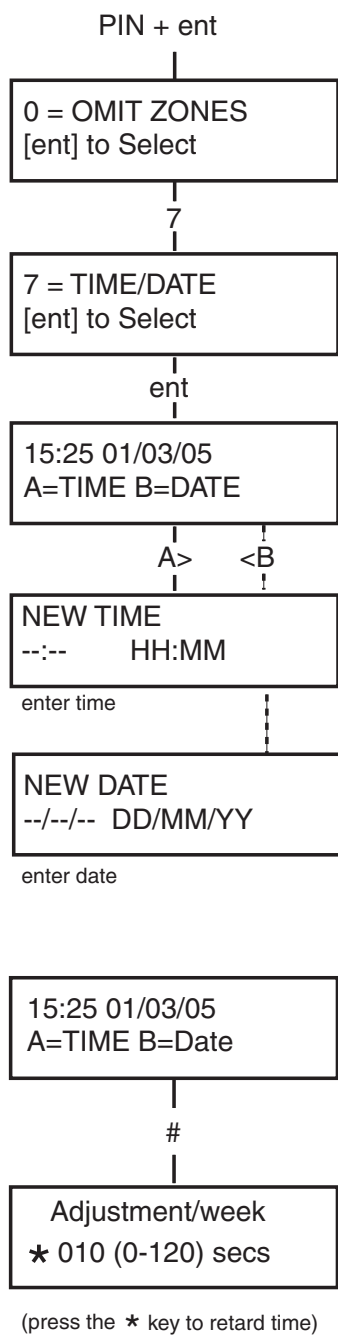 PIN + ent
0 = OMIT ZONES
[ent] to Select
7
7 = TIME/DATE
[ent] to Select
ent
15:25 01/03/05
A=TIME B=DATE
A> <B
NEW TIME
--:-- HH:MM
enter time
NEW DATE
--/--/-- DD/MM/YY
enter date
15:25 01/03/05
A=TIME B=Date
#
Adjustment/week
* 010 (0-120) secs
(press the * key to retard time)